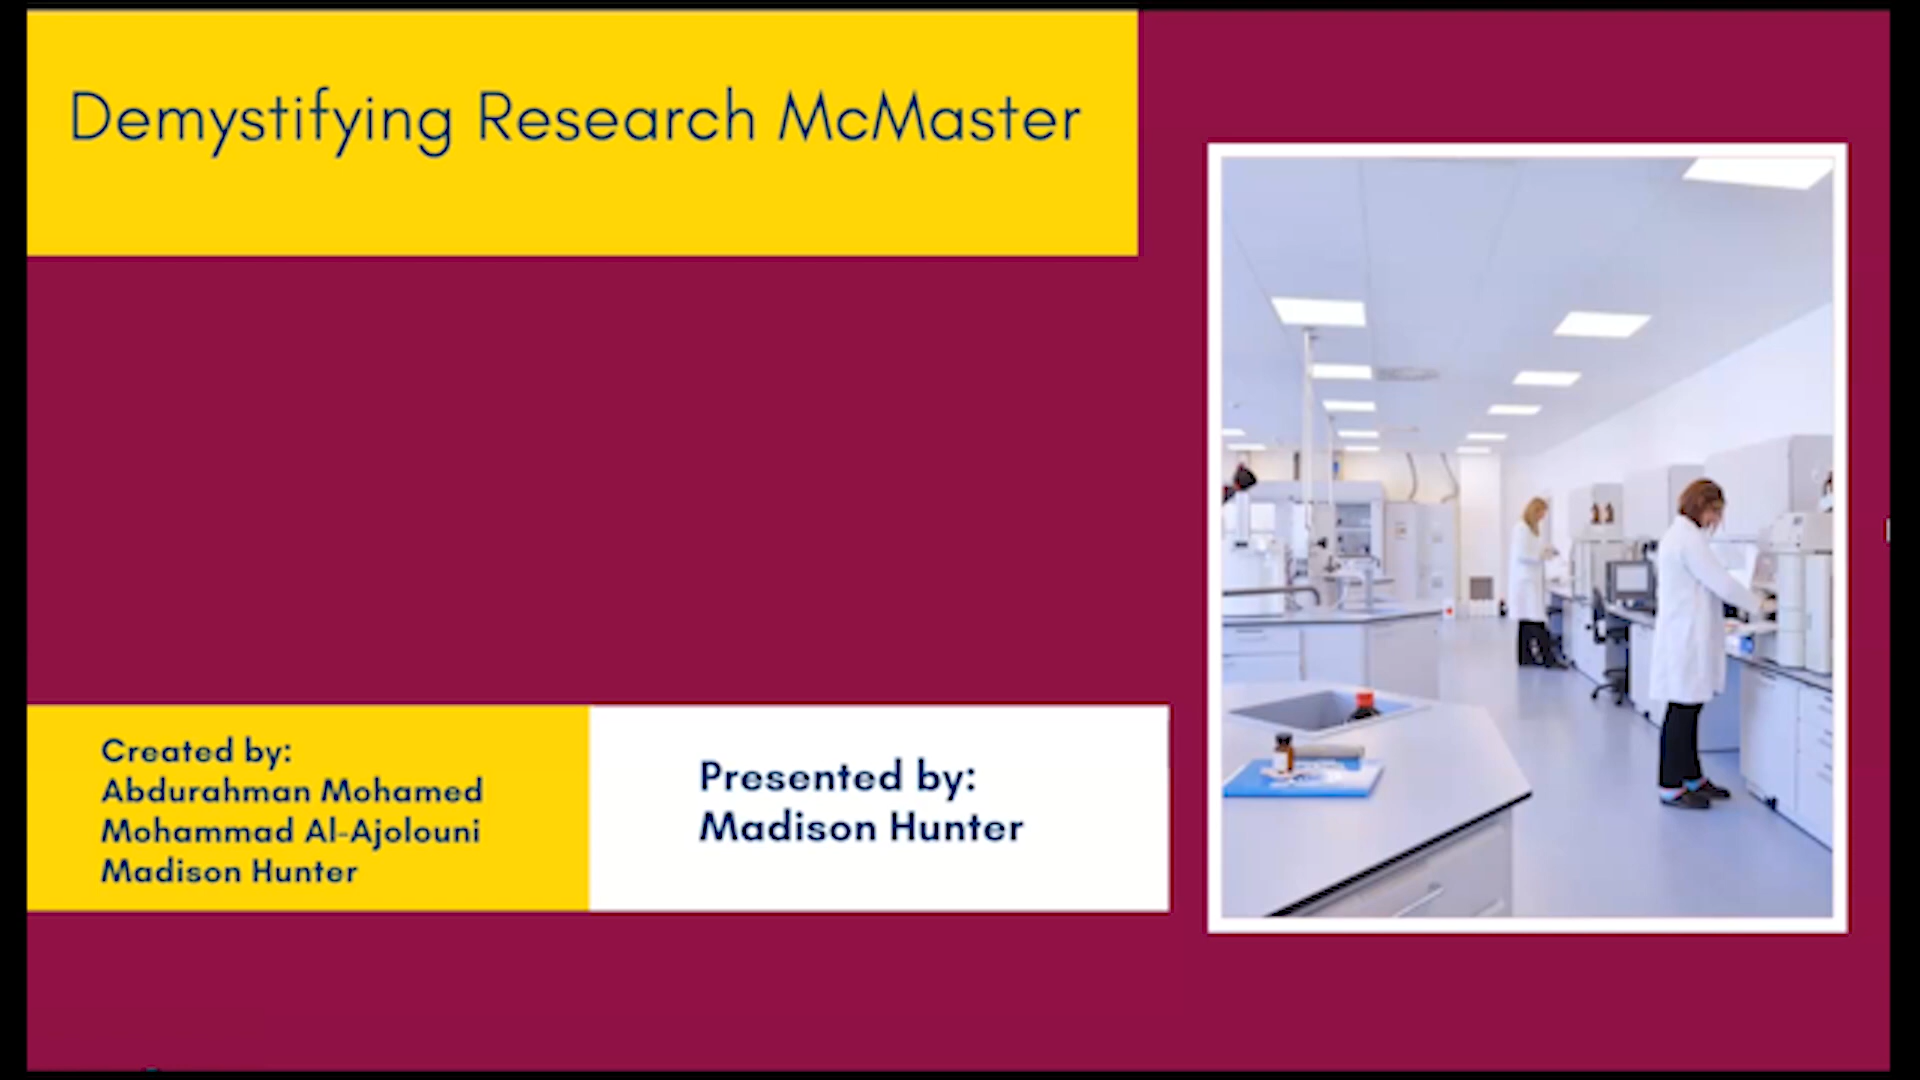 Demystifying Research McMaster
Created by:
Abdurahman Mohamed
Mohammad Al-Ajolouni
Madison Hunter
Presented by:
Madison Hunter